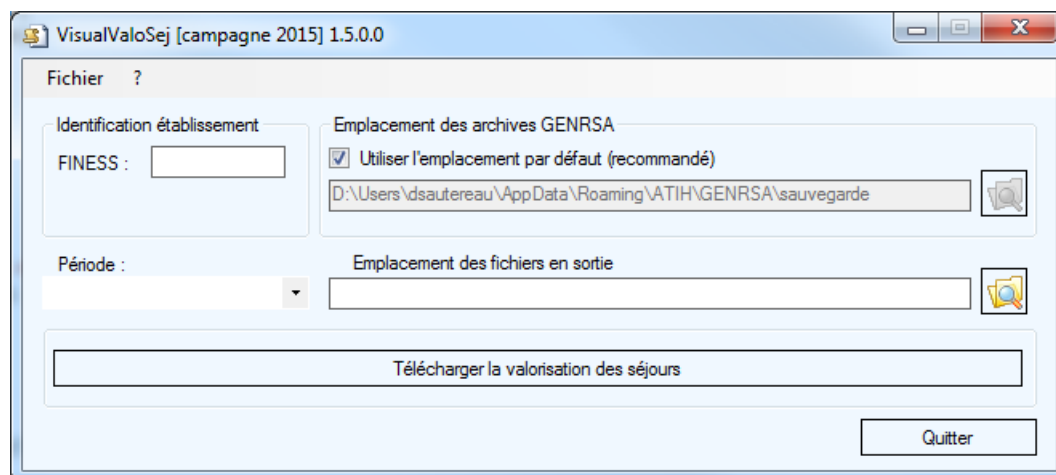 VisualValoSej [campagne 2015] 1.5.0.0
Fichier ?
Identification établissement
FINESS :
Emplacement des archives GENRSA
Utiliser l'emplacement par défaut (recommandé)
D:\Users\dsautereau\AppData\Roaming\ATIH\GENRSA\sauvegarde
Période :
Emplacement des fichiers en sortie
Télécharger la valorisation des séjours
Quitter